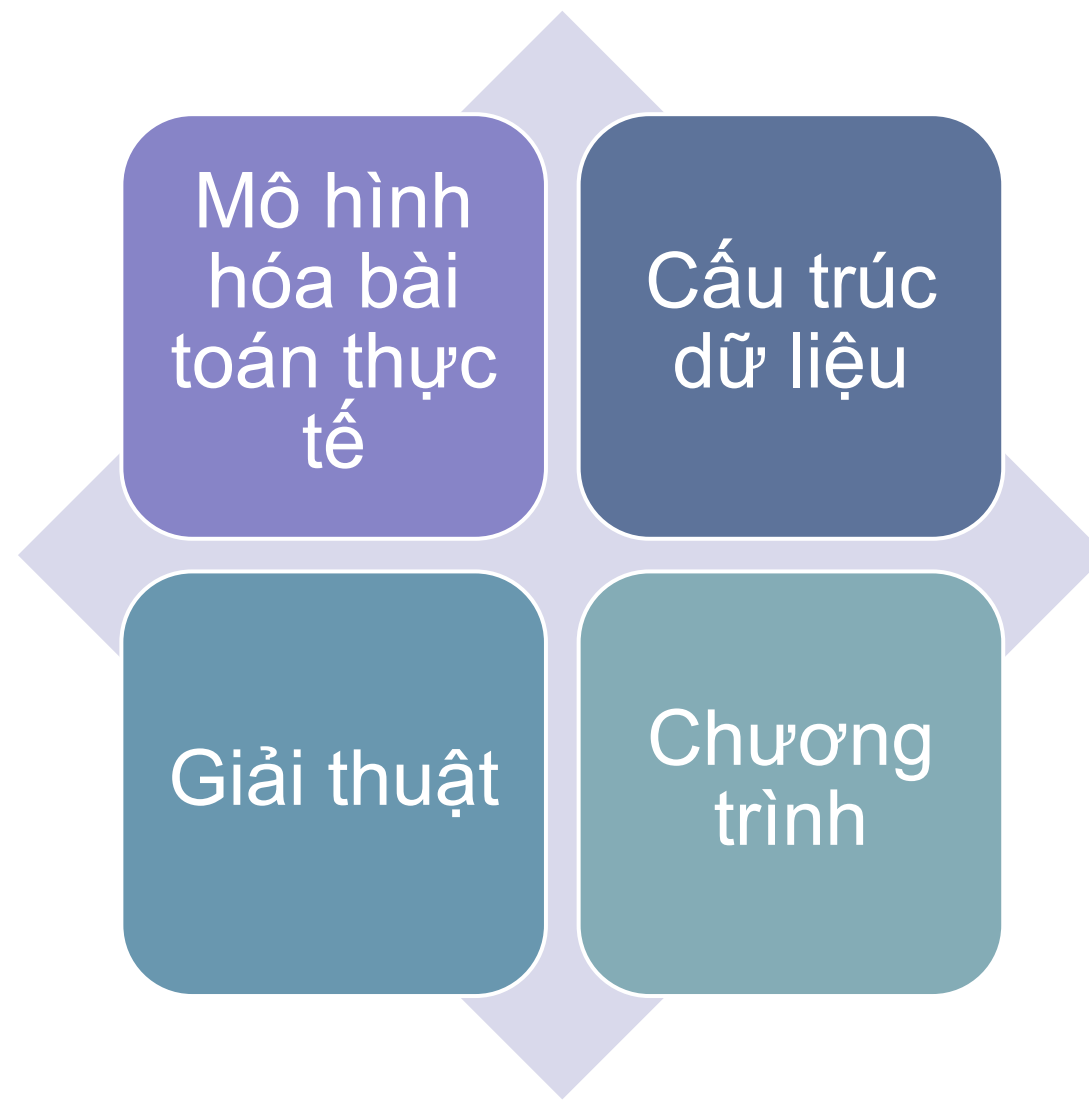 Mô hình
hóa bài
toán thực
tế
Cấu trúc
dữ liệu
Giải thuật
Chương
trình